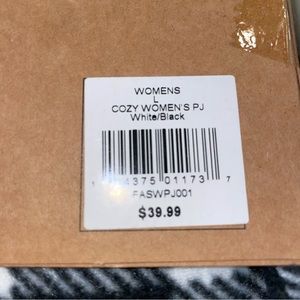 WOMENS
L
COZY WOMEN'S PJ
White/Black
4375 01173 7
FASWPJ001
$39.99